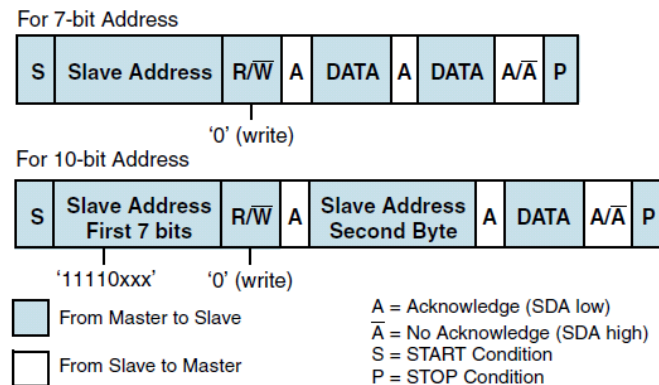 For 7-bit Address
S Slave Address R/W̅ A DATA A DATA A/A̅ P
‘0’ (write)
For 10-bit Address
S Slave Address First 7 bits R/W̅ A Slave Address Second Byte A DATA A/A̅ P
‘11110xxx’ ‘0’ (write)
From Master to Slave
From Slave to Master
A = Acknowledge (SDA low)
A̅ = No Acknowledge (SDA high)
S = START Condition
P = STOP Condition